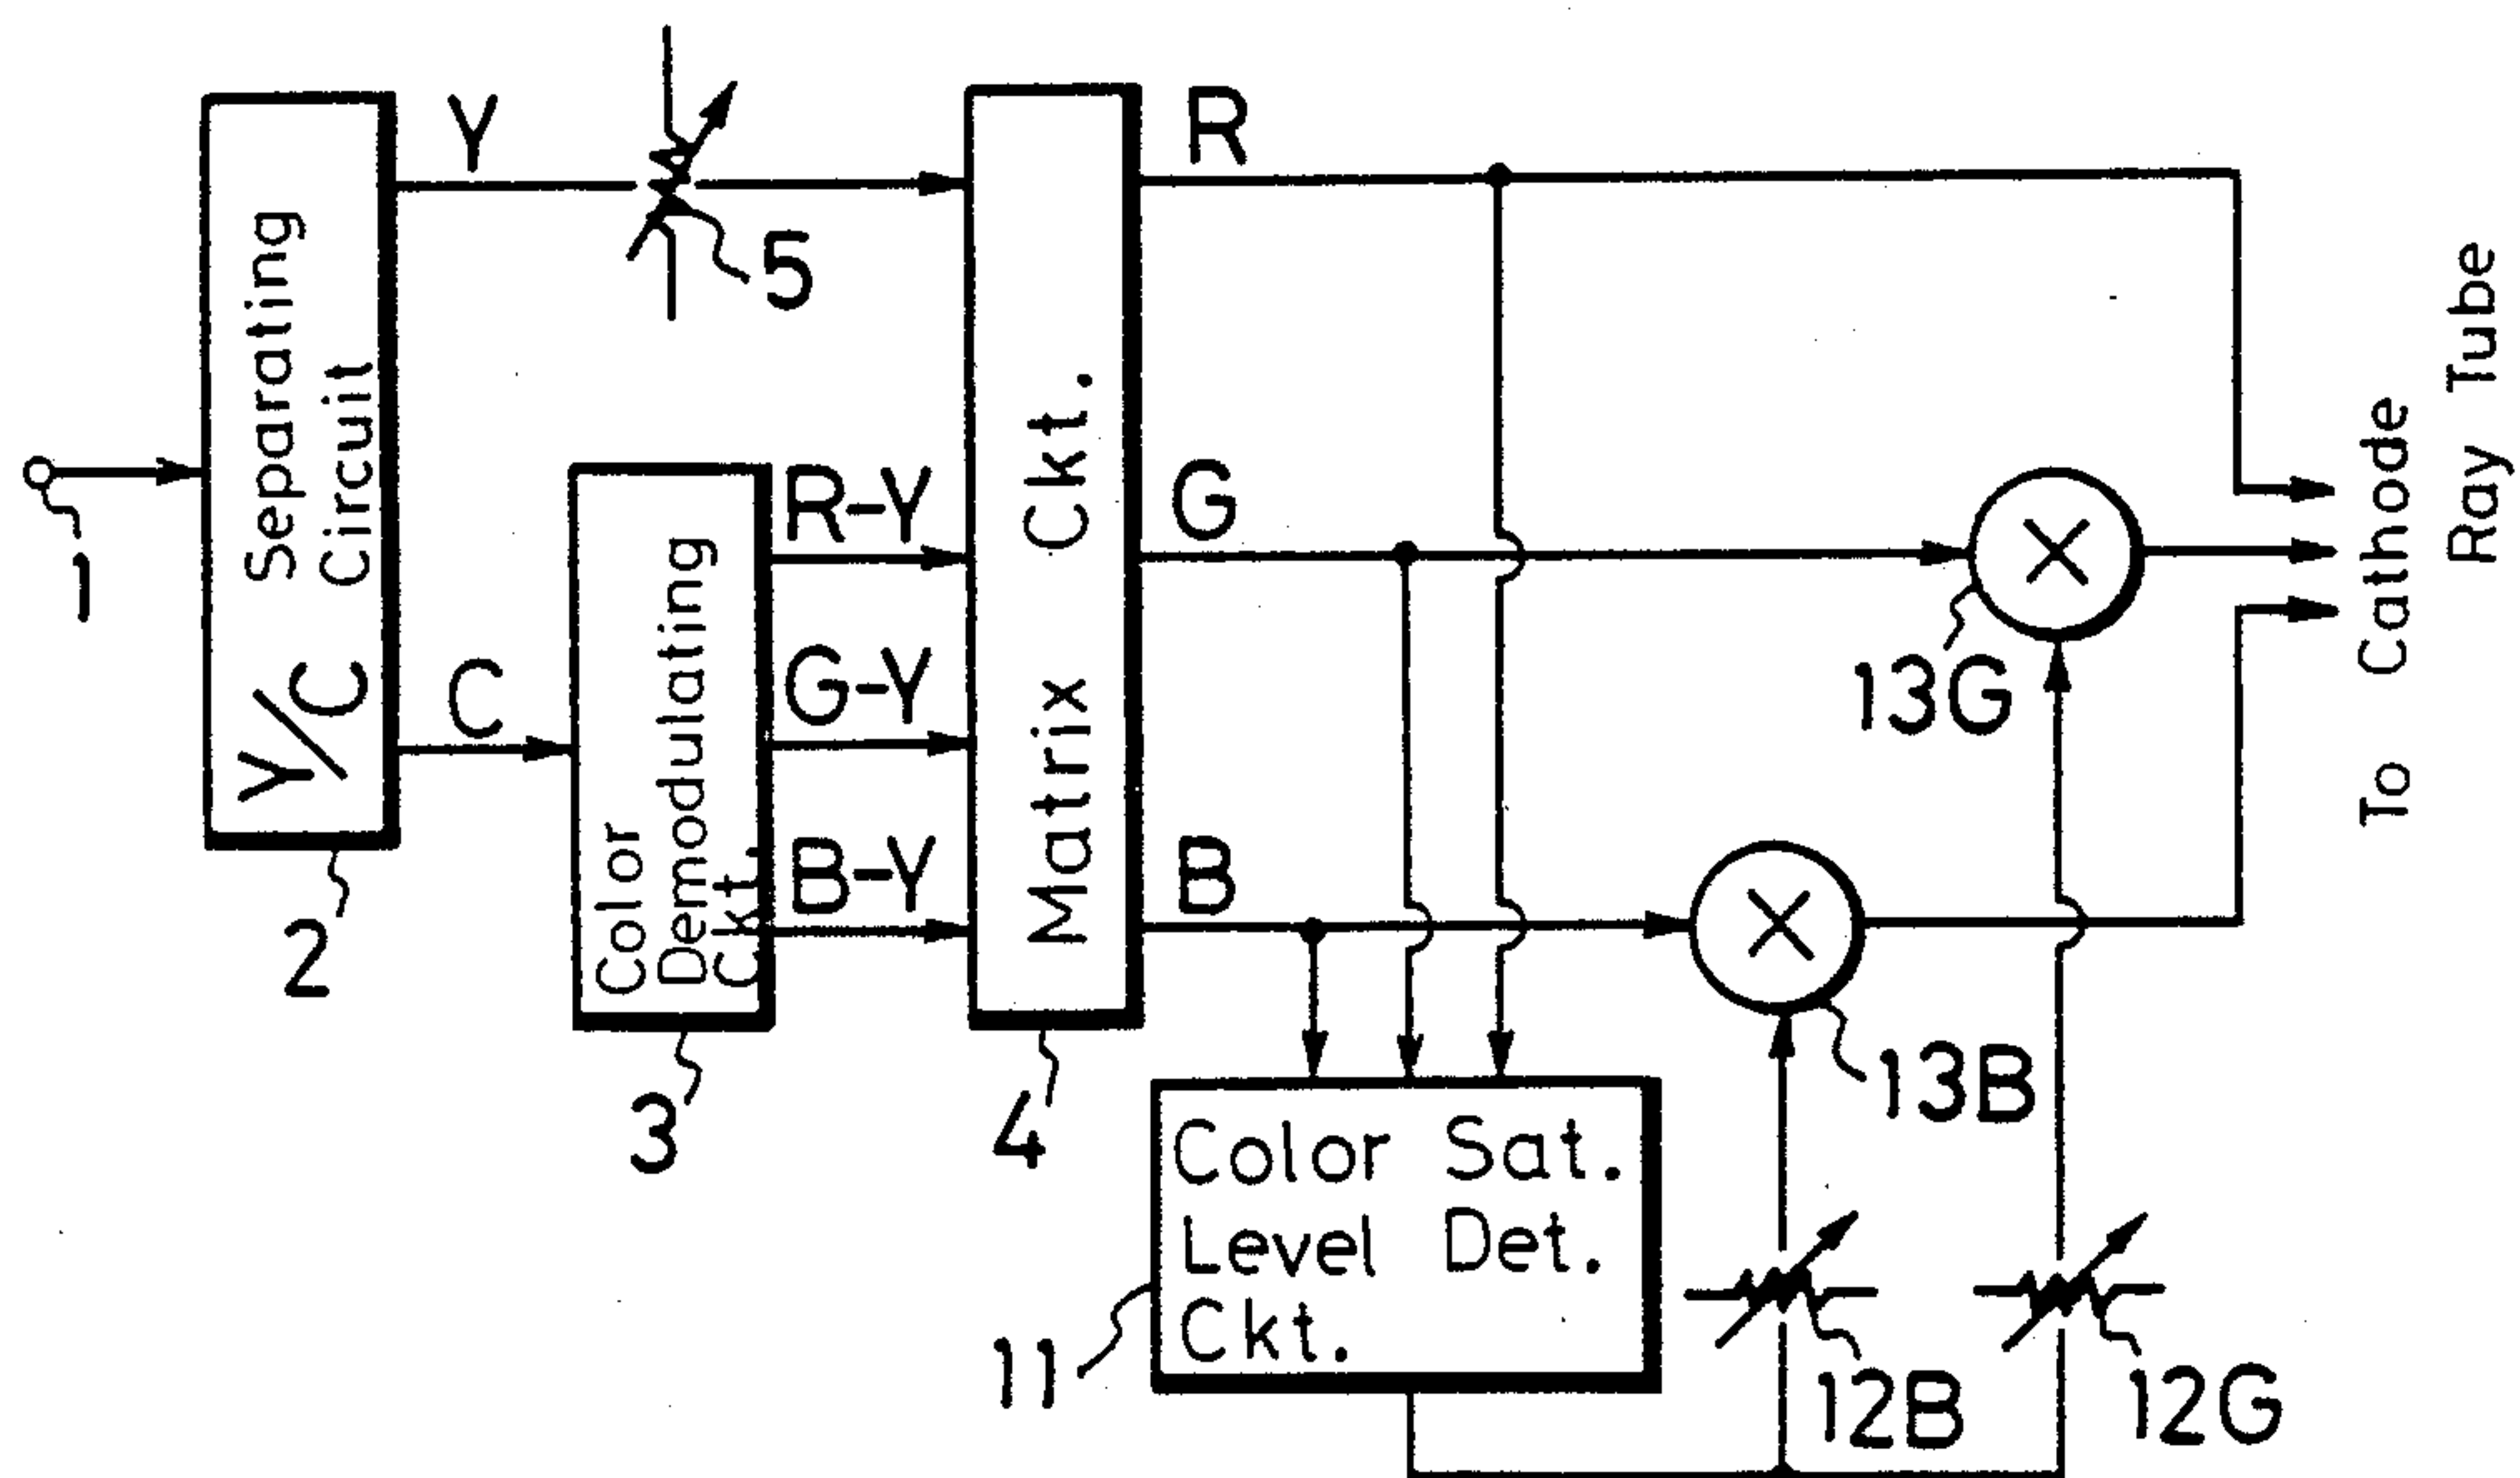 1
Y/C Separating
Circuit
2
Y
C
5
Color
Demodulating
Ckt.
3
R-Y
G-Y
B-Y
Matrix Ckt.
4
R
G
B
Color Sat.
Level Det.
Ckt.
11
12B
12G
13B
13G
To Cathode
Ray Tube